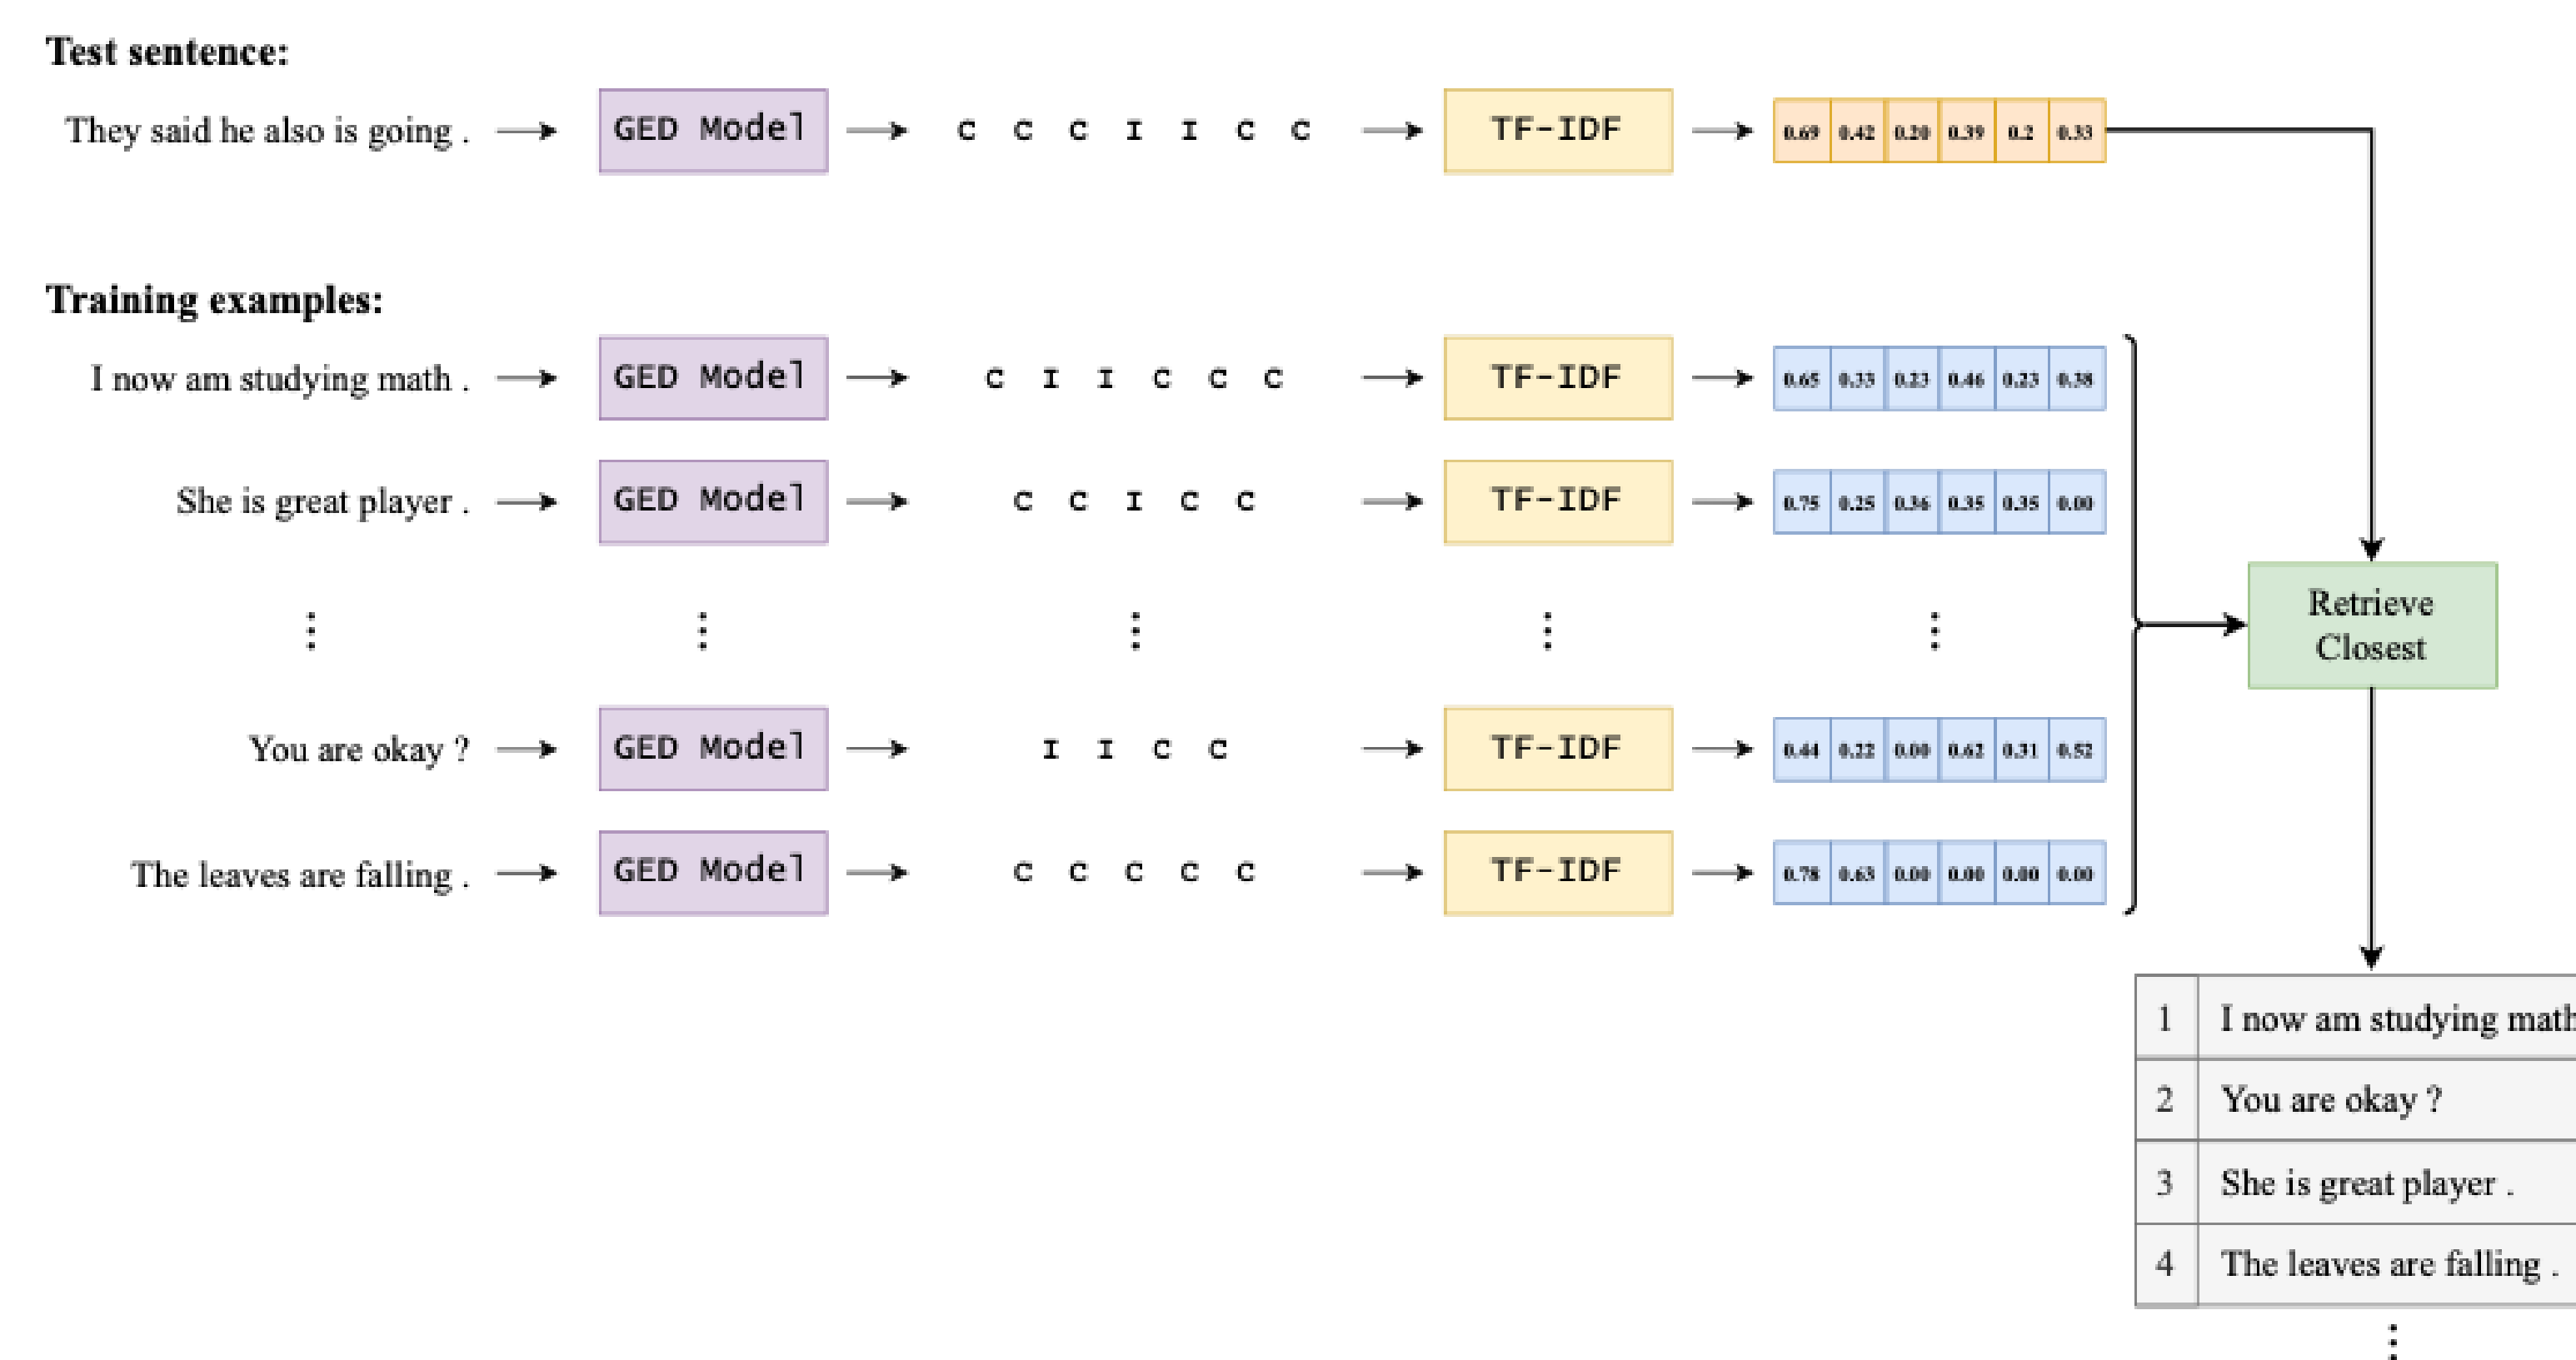 Test sentence:
They said he also is going . GED Model C C C I I C C TF-IDF 0.69 0.42 0.20 0.39 0.2 0.33
Training examples:
I now am studying math . GED Model C I I C C C TF-IDF 0.65 0.33 0.23 0.46 0.23 0.38
She is great player . GED Model C C I C C TF-IDF 0.75 0.25 0.36 0.35 0.35 0.00
Retrieve
Closest
You are okay ? GED Model I I C C TF-IDF 0.44 0.22 0.00 0.62 0.31 0.52
The leaves are falling . GED Model C C C C C TF-IDF 0.78 0.63 0.00 0.00 0.00 0.00
1 I now am studying math
2 You are okay ?
3 She is great player .
4 The leaves are falling .